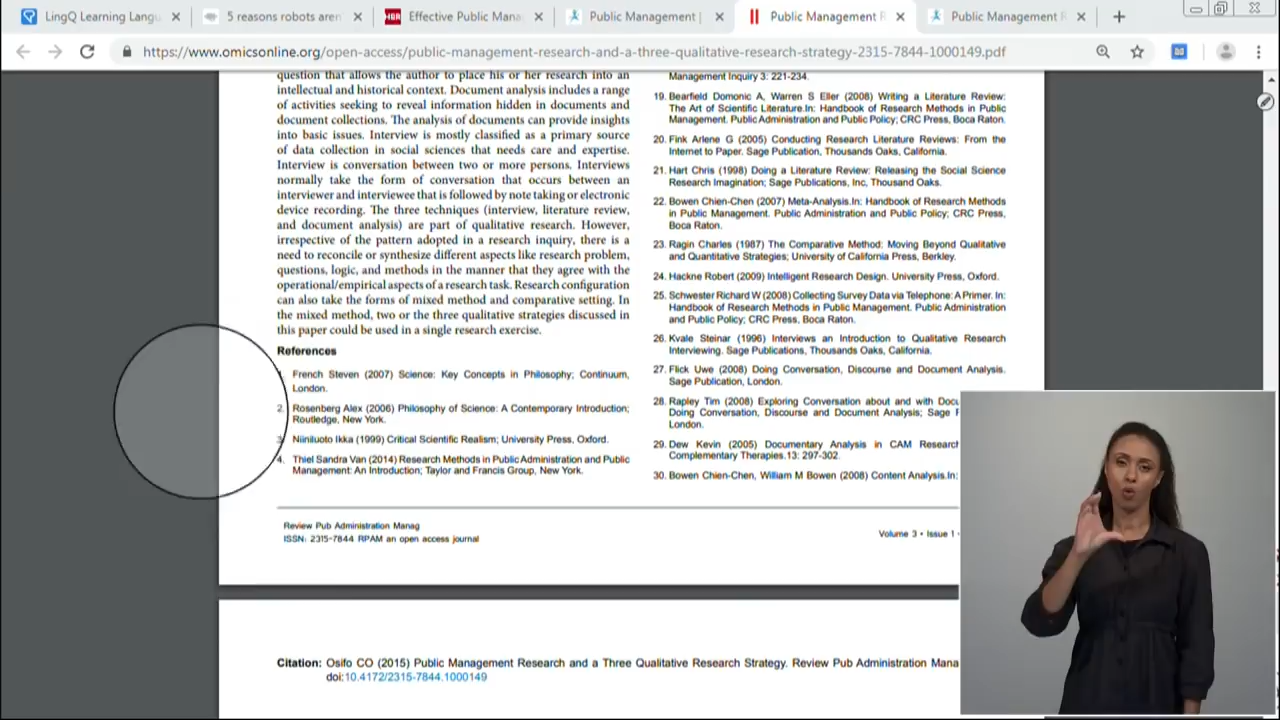 LingQ Learning Langu
5 reasons robots aren
HBR
Effective Public Mana
Public Management |
Public Management R
Public Management R
https://www.omicsonline.org/open-access/public-management-research-and-a-three-qualitative-research-strategy-2315-7844-1000149.pdf
question that allows the author to place his or her research into an
intellectual and historical context. Document analysis includes a range
of activities seeking to reveal information hidden in documents and
document collections. The analysis of documents can provide insights
into basic issues. Interview is mostly classified as a primary source
of data collection in social sciences that needs care and expertise.
Interview is conversation between two or more persons. Interviews
normally take the form of conversation that occurs between an
interviewer and interviewee that is followed by note taking or electronic
device recording. The three techniques (interview, literature review,
and document analysis) are part of qualitative research. However,
irrespective of the pattern adopted in a research inquiry, there is a
need to reconcile or synthesize different aspects like research problem,
questions, logic, and methods in the manner that they agree with the
operational/empirical aspects of a research task. Research configuration
can also take the forms of mixed method and comparative setting. In
the mixed method, two or the three qualitative strategies discussed in
this paper could be used in a single research exercise.
References
1. French Steven (2007) Science: Key Concepts in Philosophy; Continuum,
London.
2. Rosenberg Alex (2006) Philosophy of Science: A Contemporary Introduction;
Routledge, New York.
3. Niiniluoto Ikka (1999) Critical Scientific Realism; University Press, Oxford.
4. Thiel Sandra Van (2014) Research Methods in Public Administration and Public
Management: An Introduction; Taylor and Francis Group, New York.
Management Inquiry 3: 221-234.
19. Bearfield Domonic A, Warren S Eller (2008) Writing a Literature Review:
The Art of Scientific Literature.In: Handbook of Research Methods in Public
Management. Public Administration and Public Policy; CRC Press, Boca Raton.
20. Fink Arlene G (2005) Conducting Research Literature Reviews: From the
Internet to Paper. Sage Publication, Thousands Oaks, California.
21. Hart Chris (1998) Doing a Literature Review: Releasing the Social Science
Research Imagination; Sage Publications, Inc, Thousand Oaks.
22. Bowen Chien-Chen (2007) Meta-Analysis.In: Handbook of Research Methods
in Public Management. Public Administration and Public Policy; CRC Press,
Boca Raton.
23. Ragin Charles (1987) The Comparative Method: Moving Beyond Qualitative
and Quantitative Strategies; University of California Press, Berkley.
24. Hackne Robert (2009) Intelligent Research Design. University Press, Oxford.
25. Schwester Richard W (2008) Collecting Survey Data via Telephone: A Primer. In:
Handbook of Research Methods in Public Management. Public Administration
and Public Policy; CRC Press, Boca Raton.
26. Kvale Steinar (1996) Interviews an Introduction to Qualitative Research
Interviewing. Sage Publications, Thousands Oaks, California.
27. Flick Uwe (2008) Doing Conversation, Discourse and Document Analysis.
Sage Publication, London.
28. Rapley Tim (2008) Exploring Conversation about and with Docu
Doing Conversation, Discourse and Document Analysis; Sage P
London.
29. Dew Kevin (2005) Documentary Analysis in CAM Research
Complementary Therapies.13: 297-302.
30. Bowen Chien-Chen, William M Bowen (2008) Content Analysis.In:
Review Pub Administration Manag
ISSN: 2315-7844 RPAM an open access journal
Volume 3 • Issue 1
Citation: Osifo CO (2015) Public Management Research and a Three Qualitative Research Strategy. Review Pub Administration Mana
doi:10.4172/2315-7844.1000149